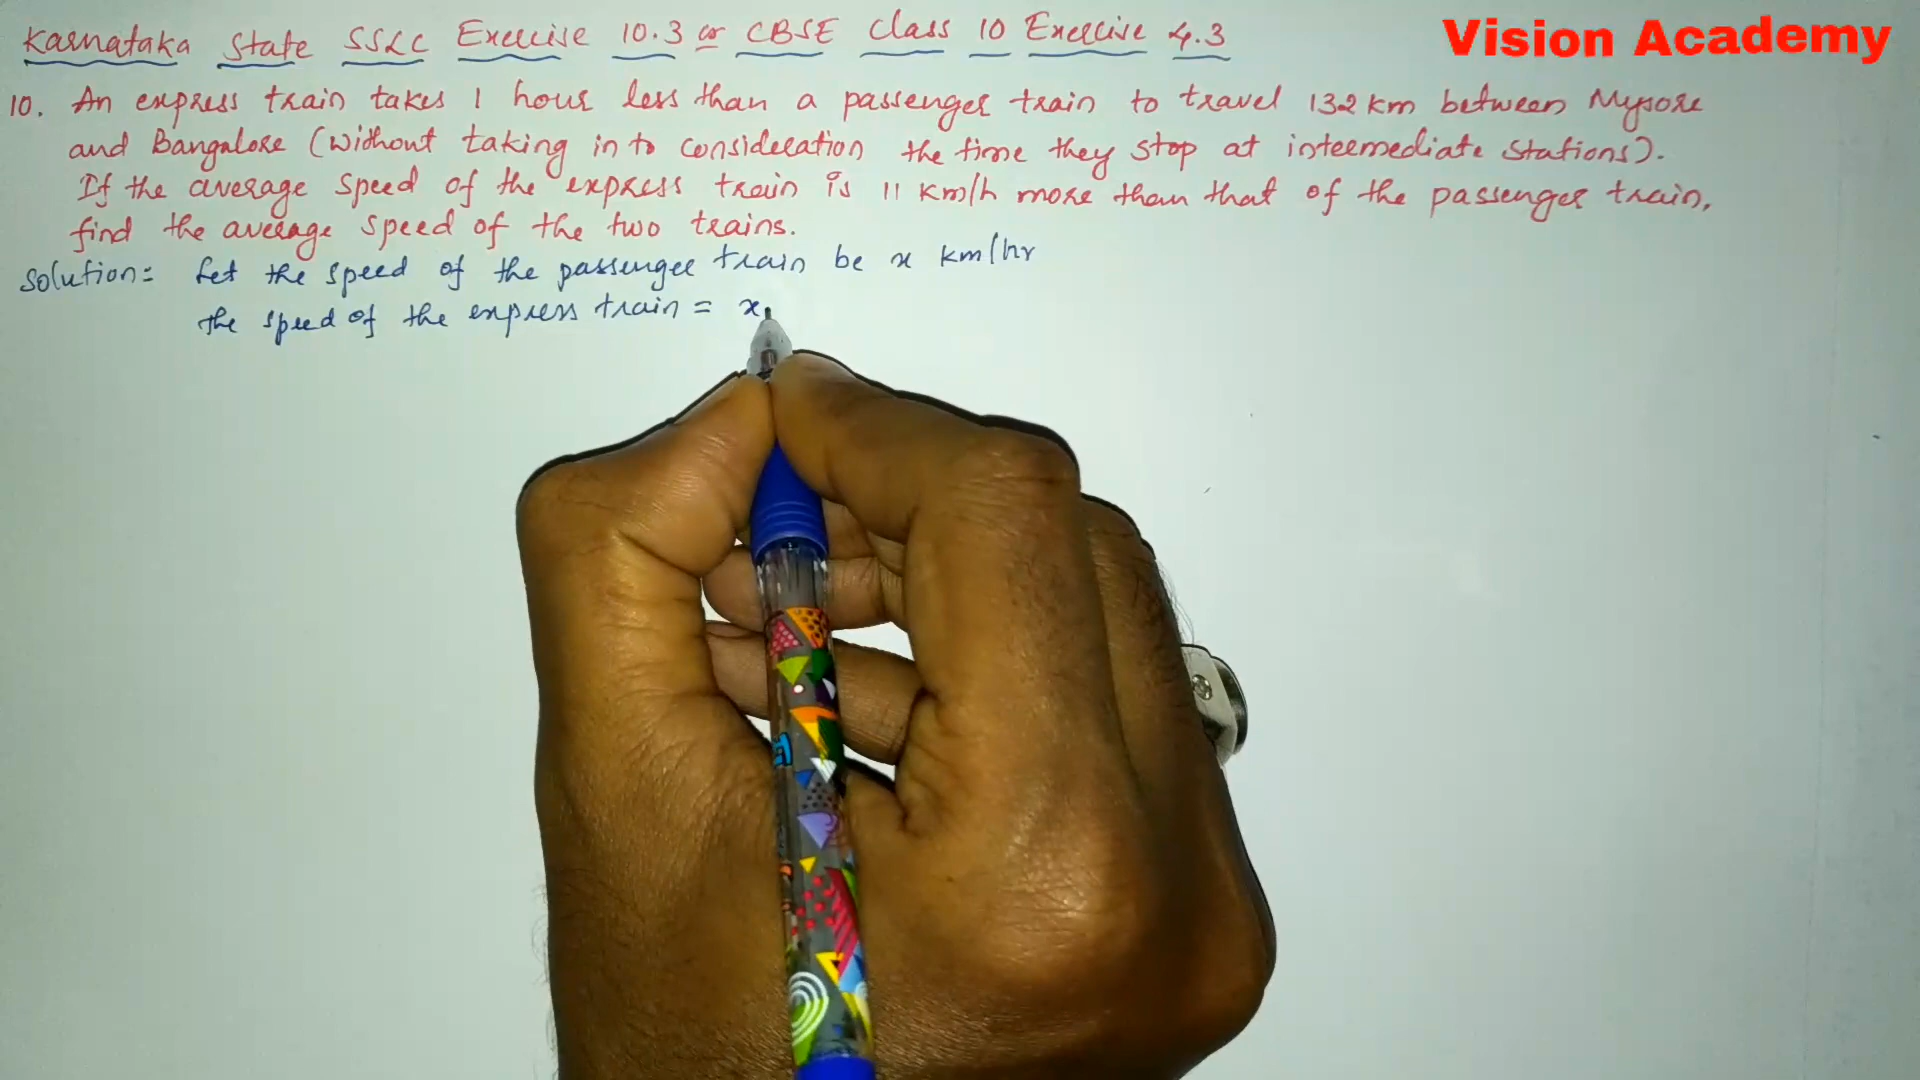 Karnataka State SSLC Exercise 10.3 or CBSE Class 10 Exercise 4.3
Vision Academy
10. An express train takes 1 hour less than a passenger train to travel 132 km between Mysore
and Bangalore (without taking in to consideration the time they stop at intermediate stations).
If the average speed of the express train is 11 km/h more than that of the passenger train,
find the average speed of the two trains.
Solution: Let the speed of the passenger train be x km/hr
the speed of the express train = x